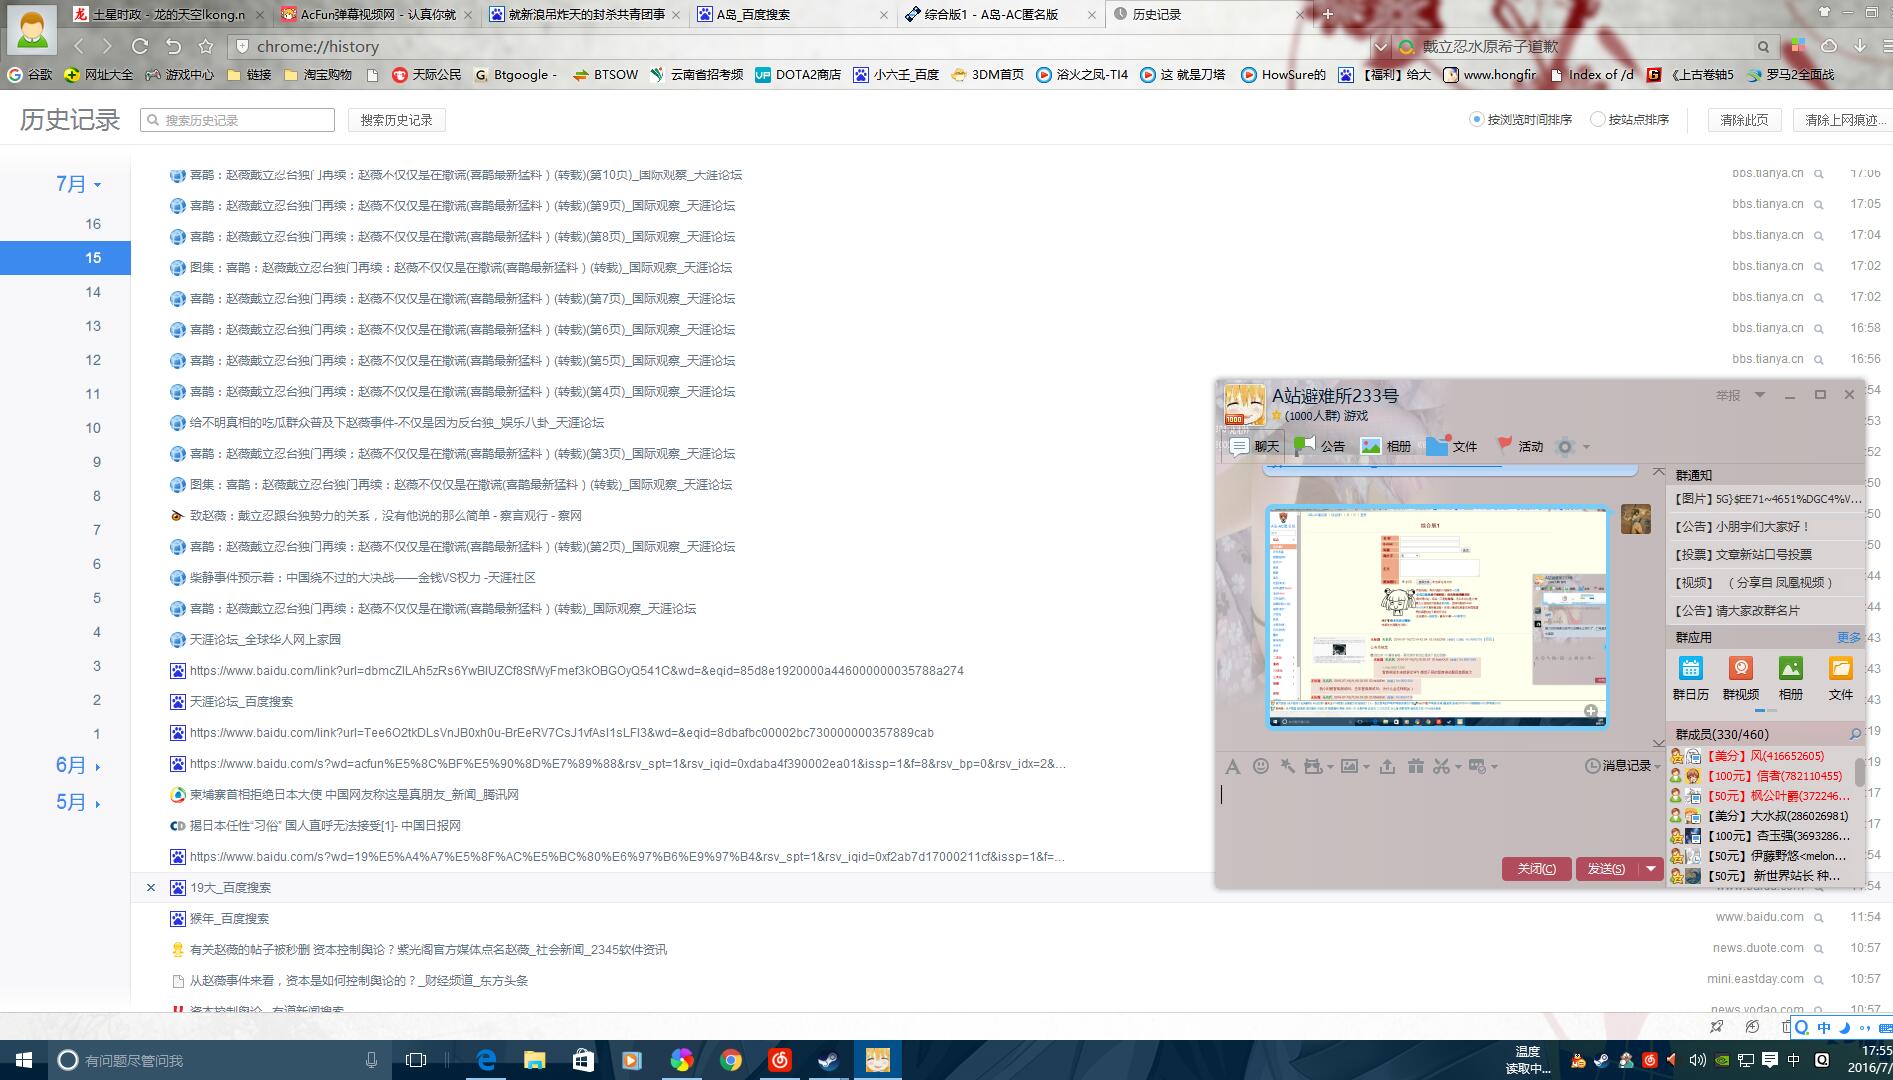 土星时政 - 龙的天空lkong.n
AcFun弹幕视频网 - 认真你就
就新浪吊炸天的封杀共青团事
A岛_百度搜索
综合版1 - A岛-AC匿名版
历史记录
chrome://history
戴立忍水原希子道歉
谷歌 网址大全 游戏中心 链接 淘宝购物 天际公民 Btgoogle - BTSOW 云南省招考频 DOTA2商店 小六壬_百度 3DM首页 浴火之凤-TI4 这 就是刀塔 HowSure的 【福利】给大 www.hongfir Index of /d 《上古卷轴5 罗马2全面战
历史记录
搜索历史记录
搜索历史记录
按浏览时间排序
按站点排序
清除此页
清除上网痕迹...
7月
16
15
14
13
12
11
10
9
8
7
6
5
4
3
2
1
6月
5月
喜鹊：赵薇戴立忍台独门再续：赵薇不仅仅是在撒谎(喜鹊最新猛料）(转载)(第10页)_国际观察_天涯论坛 bbs.tianya.cn 17:06
喜鹊：赵薇戴立忍台独门再续：赵薇不仅仅是在撒谎(喜鹊最新猛料）(转载)(第9页)_国际观察_天涯论坛 bbs.tianya.cn 17:05
喜鹊：赵薇戴立忍台独门再续：赵薇不仅仅是在撒谎(喜鹊最新猛料）(转载)(第8页)_国际观察_天涯论坛 bbs.tianya.cn 17:04
图集：喜鹊：赵薇戴立忍台独门再续：赵薇不仅仅是在撒谎(喜鹊最新猛料）(转载)_国际观察_天涯论坛 bbs.tianya.cn 17:02
喜鹊：赵薇戴立忍台独门再续：赵薇不仅仅是在撒谎(喜鹊最新猛料）(转载)(第7页)_国际观察_天涯论坛 bbs.tianya.cn 17:02
喜鹊：赵薇戴立忍台独门再续：赵薇不仅仅是在撒谎(喜鹊最新猛料）(转载)(第6页)_国际观察_天涯论坛 bbs.tianya.cn 16:58
喜鹊：赵薇戴立忍台独门再续：赵薇不仅仅是在撒谎(喜鹊最新猛料）(转载)(第5页)_国际观察_天涯论坛 bbs.tianya.cn 16:56
喜鹊：赵薇戴立忍台独门再续：赵薇不仅仅是在撒谎(喜鹊最新猛料）(转载)(第4页)_国际观察_天涯论坛 :54
给不明真相的吃瓜群众普及下赵薇事件-不仅是因为反台独_娱乐八卦_天涯论坛 :53
喜鹊：赵薇戴立忍台独门再续：赵薇不仅仅是在撒谎(喜鹊最新猛料）(转载)(第3页)_国际观察_天涯论坛 :52
图集：喜鹊：赵薇戴立忍台独门再续：赵薇不仅仅是在撒谎(喜鹊最新猛料）(转载)_国际观察_天涯论坛 :50
致赵薇：戴立忍跟台独势力的关系，没有他说的那么简单 - 察言观行 - 察网 :50
喜鹊：赵薇戴立忍台独门再续：赵薇不仅仅是在撒谎(喜鹊最新猛料）(转载)(第2页)_国际观察_天涯论坛 :50
柴静事件预示着：中国绕不过的大决战——金钱VS权力 -天涯社区 :44
喜鹊：赵薇戴立忍台独门再续：赵薇不仅仅是在撒谎(喜鹊最新猛料）(转载)_国际观察_天涯论坛 :44
天涯论坛_全球华人网上家园 :43
https://www.baidu.com/link?url=dbmcZlLAh5zRs6YwBlUZCf8SfWyFmef3kOBGOyQ541C&wd=&eqid=85d8e1920000a446000000035788a274 :43
天涯论坛_百度搜索 :43
https://www.baidu.com/link?url=Tee6O2tkDLsVnJB0xh0u-BrEeRV7CsJ1vfAsI1sLFI3&wd=&eqid=8dbafbc00002bc730000000357889cab :19
https://www.baidu.com/s?wd=acfun%E5%8C%BF%E5%90%8D%E7%89%88&rsv_spt=1&rsv_iqid=0xdaba4f390002ea01&issp=1&f=8&rsv_bp=0&rsv_idx=2&... :19
柬埔寨首相拒绝日本大使 中国网友称这是真朋友_新闻_腾讯网 :17
揭日本任性“习俗” 国人直呼无法接受[1]- 中国日报网 :17
https://www.baidu.com/s?wd=19%E5%A4%A7%E5%8F%AC%E5%BC%80%E6%97%B6%E9%97%B4&rsv_spt=1&rsv_iqid=0xf2ab7d17000211cf&issp=1&f=... :54
19大_百度搜索 www.baidu.com :54
猴年_百度搜索 www.baidu.com 11:54
有关赵薇的帖子被秒删 资本控制舆论？紫光阁官方媒体点名赵薇_社会新闻_2345软件资讯 news.duote.com 10:57
从赵薇事件来看，资本是如何控制舆论的？_财经频道_东方头条 mini.eastday.com 10:57
资本控制舆论_有道新闻搜索 news.yodao.com 10:57
A站避难所233号
举报
1000
(1000人群) 游戏
聊天 公告 相册 文件 活动
综合版1
消息记录
关闭(C)
发送(S)
群通知
【图片】5G}$EE71~4651%DGC4%V...
【公告】小朋宇们大家好！
【投票】文章新站口号投票
【视频】 （ 分享自 凤凰视频 ）
【公告】请大家改群名片
群应用 更多
群日历 群视频 相册 文件
群成员(330/460)
【美分】风(416652605)
【100元】信者(782110455)
【50元】枫公叶爵(372246...
【美分】大水叔(286026981)
【100元】杏玉强(3693286...
【50元】伊藤野悠<melon...
【50元】 新世界站长 种...
中
有问题尽管问我
温度
读取中...
中
17:55
2016/7/